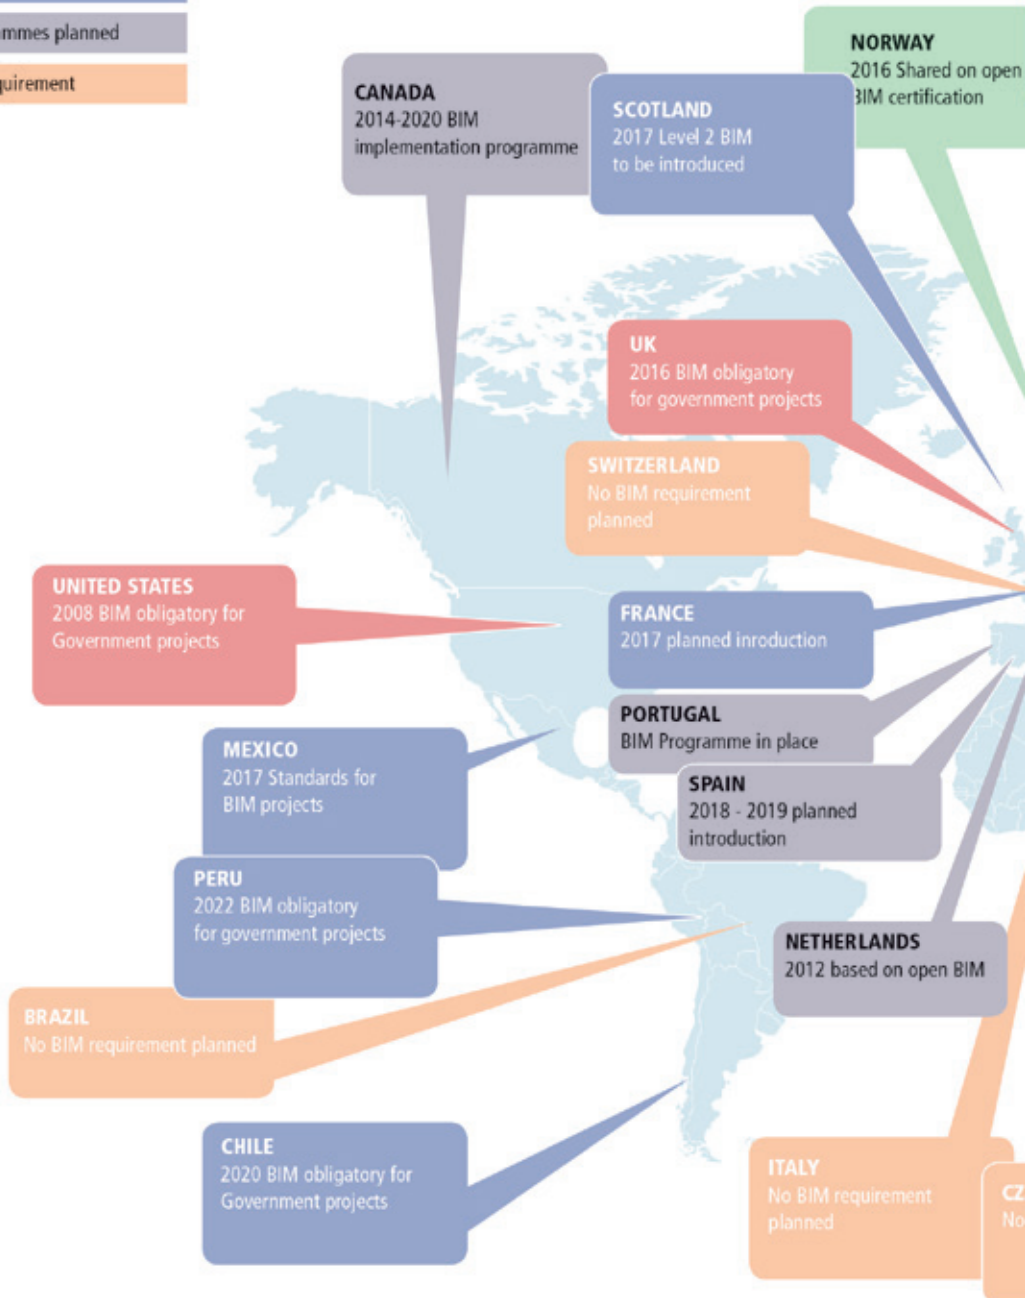 mmes planned
quirement
CANADA
2014-2020 BIM
implementation programme
SCOTLAND
2017 Level 2 BIM
to be introduced
NORWAY
2016 Shared on open
BIM certification
UK
2016 BIM obligatory
for government projects
SWITZERLAND
No BIM requirement
planned
UNITED STATES
2008 BIM obligatory for
Government projects
FRANCE
2017 planned inroduction
PORTUGAL
BIM Programme in place
SPAIN
2018 - 2019 planned
introduction
MEXICO
2017 Standards for
BIM projects
PERU
2022 BIM obligatory
for government projects
NETHERLANDS
2012 based on open BIM
BRAZIL
No BIM requirement planned
CHILE
2020 BIM obligatory for
Government projects
ITALY
No BIM requirement
planned
CZ
No